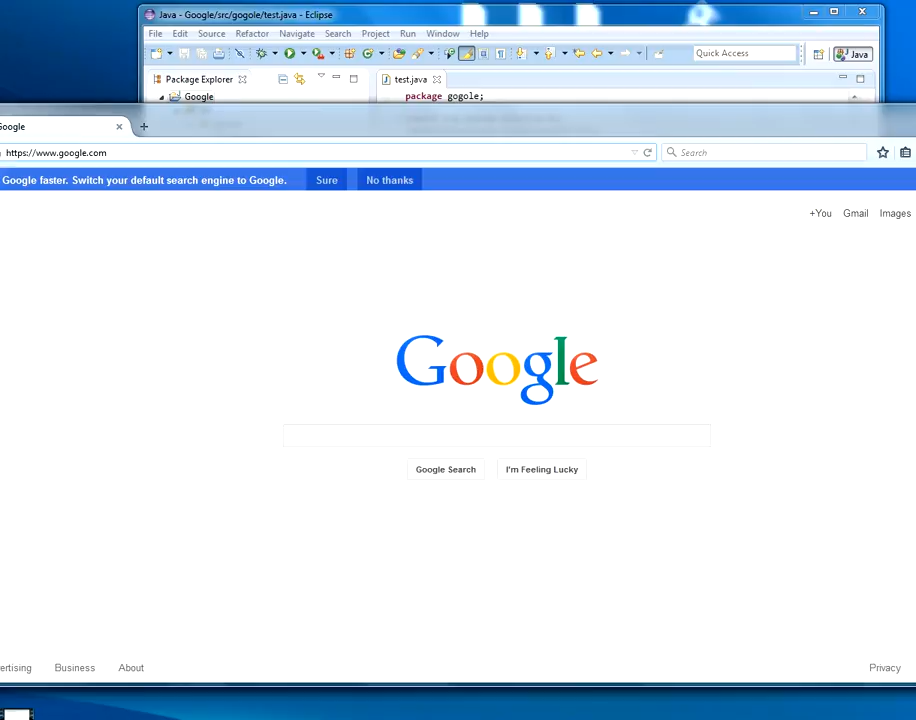 Java - Google/src/gogole/test.java - Eclipse
File Edit Source Refactor Navigate Search Project Run Window Help
Quick Access
Java
Package Explorer
test.java
Google
package gogole;
Google
https://www.google.com
Search
Google faster. Switch your default search engine to Google.
Sure
No thanks
+You Gmail Images
Google
Google Search
I'm Feeling Lucky
Business About
Privacy